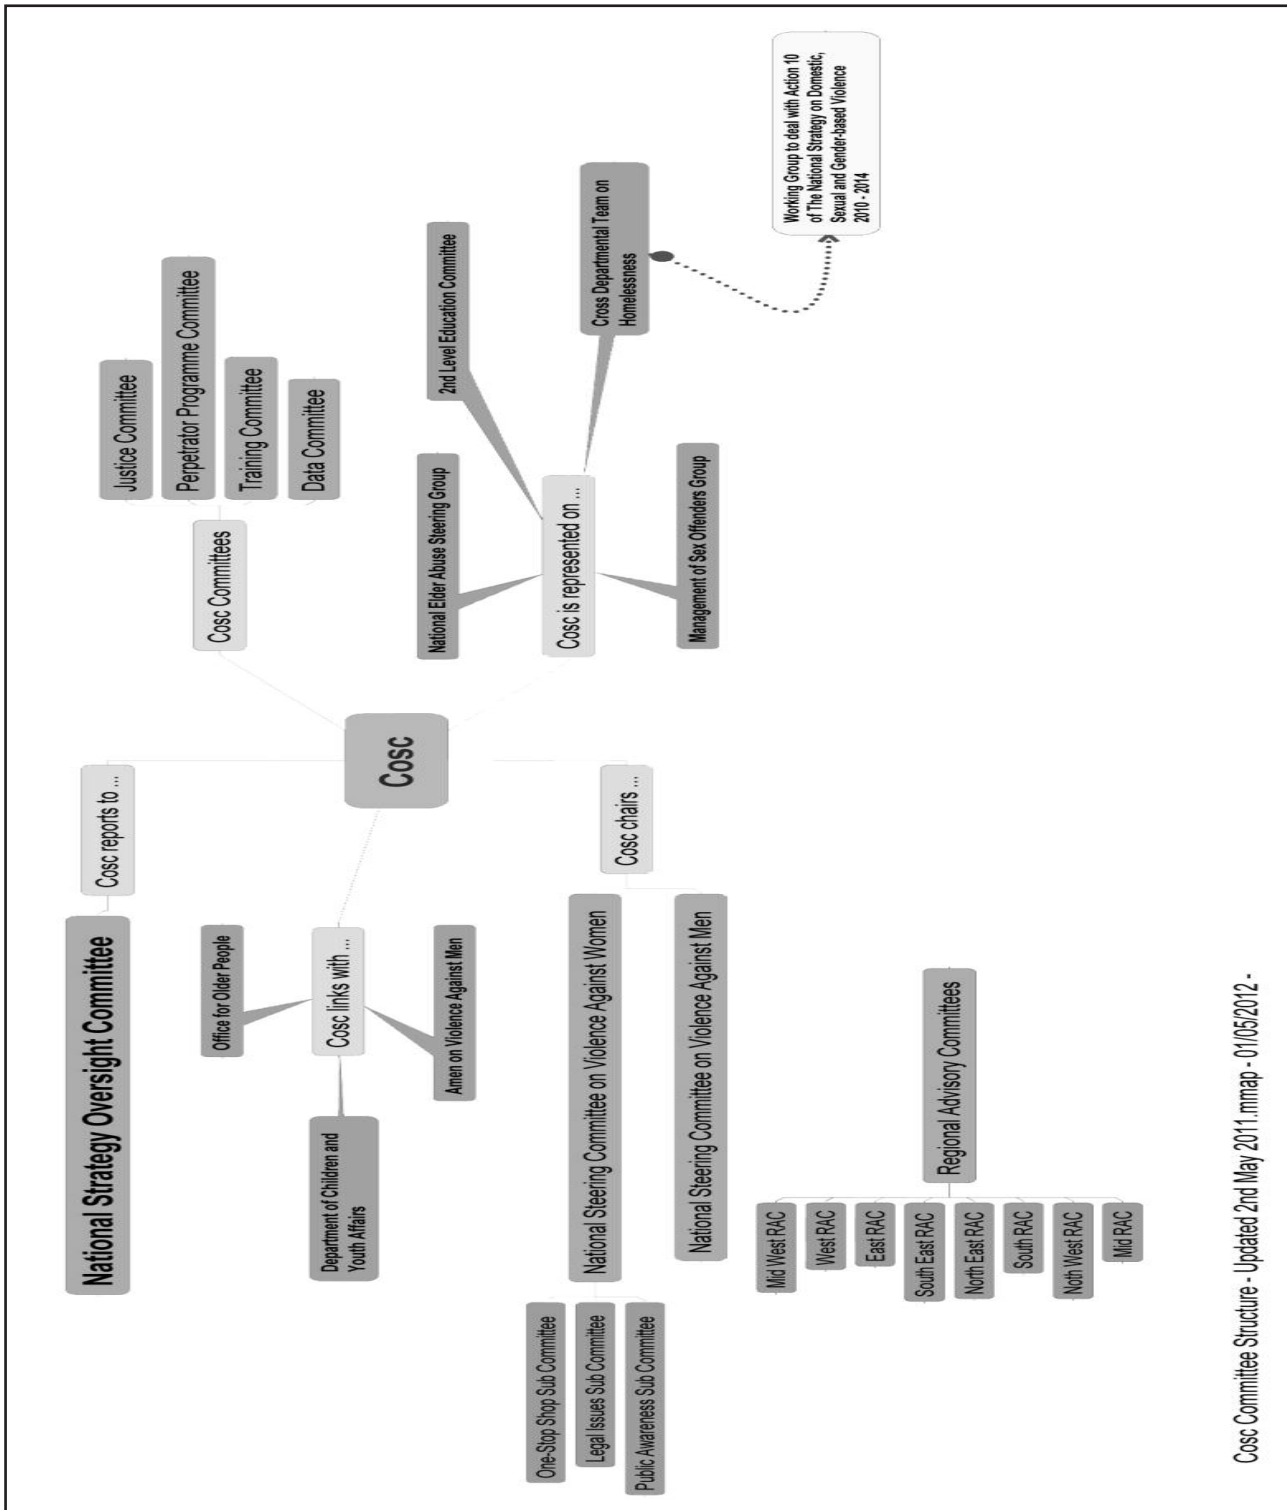 National Strategy Oversight Committee
Cosc reports to ...
Cosc Committees
Justice Committee
Perpetrator Programme Committee
Training Committee
Data Committee
Cosc
Office for Older People
Cosc links with ...
Department of Children and
Youth Affairs
Amen on Violence Against Men
National Elder Abuse Steering Group
2nd Level Education Committee
Cosc is represented on ...
Cross Departmental Team on
Homelessness
Management of Sex Offenders Group
Working Group to deal with Action 10
of The National Strategy on Domestic,
Sexual and Gender-based Violence
2010 - 2014
Cosc chairs ...
National Steering Committee on Violence Against Women
National Steering Committee on Violence Against Men
One-Stop Shop Sub Committee
Legal Issues Sub Committee
Public Awareness Sub Committee
Regional Advisory Committees
Mid West RAC
West RAC
East RAC
South East RAC
North East RAC
South RAC
Noth West RAC
Mid RAC
Cosc Committee Structure - Updated 2nd May 2011.mmap - 01/05/2012 -